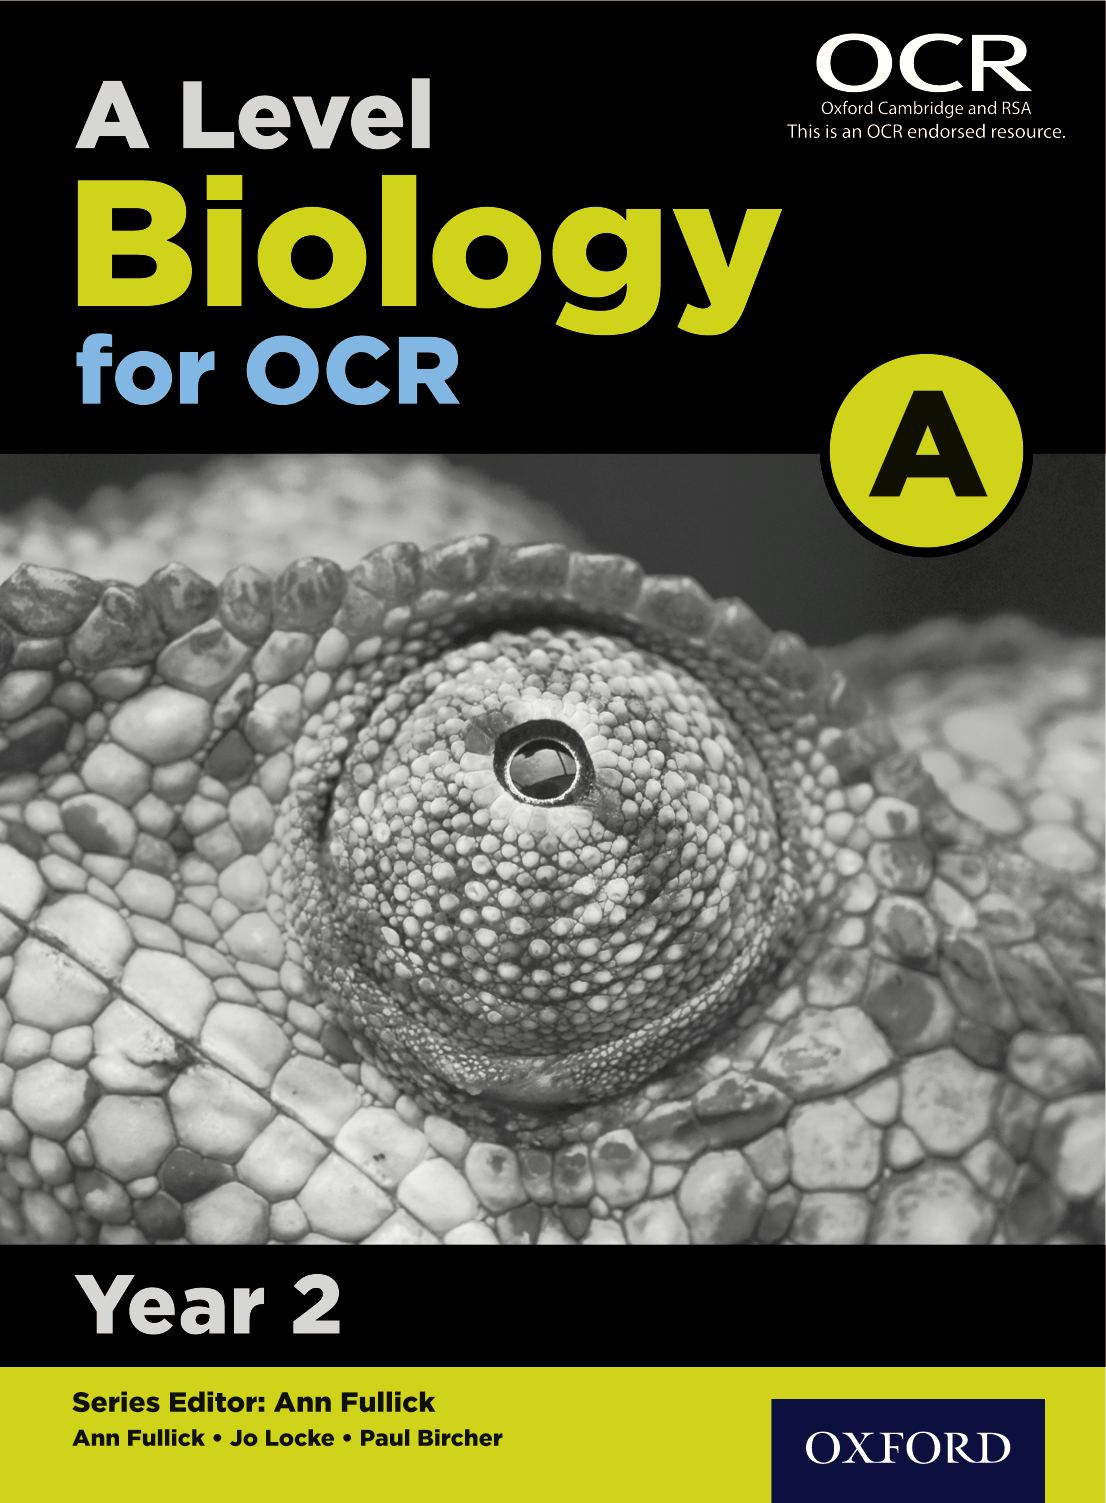 OCR
Oxford Cambridge and RSA
This is an OCR endorsed resource.
A Level
Biology
for OCR
A
Year 2
Series Editor: Ann Fullick
Ann Fullick • Jo Locke • Paul Bircher
OXFORD